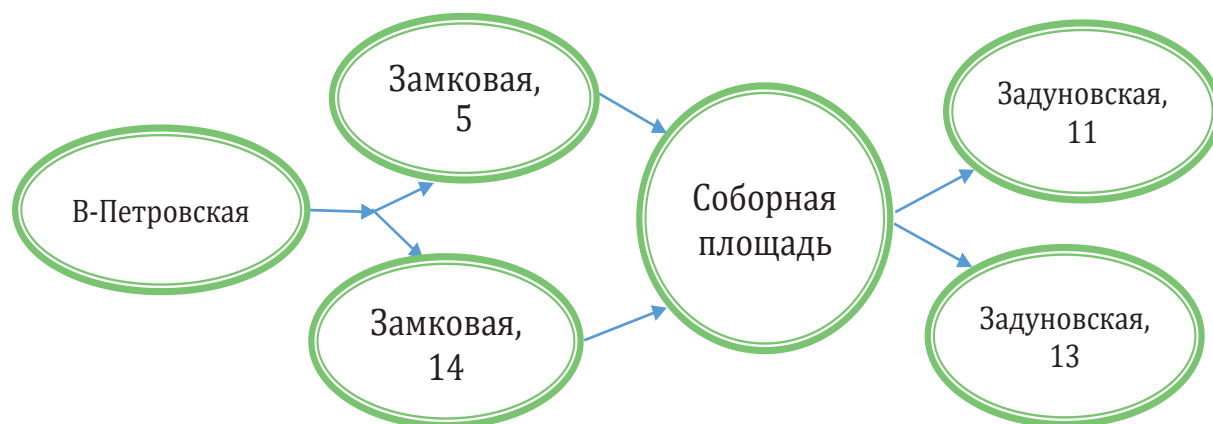 В-Петровская
Замковая,
5
Замковая,
14
Соборная
площадь
Задуновская,
11
Задуновская,
13